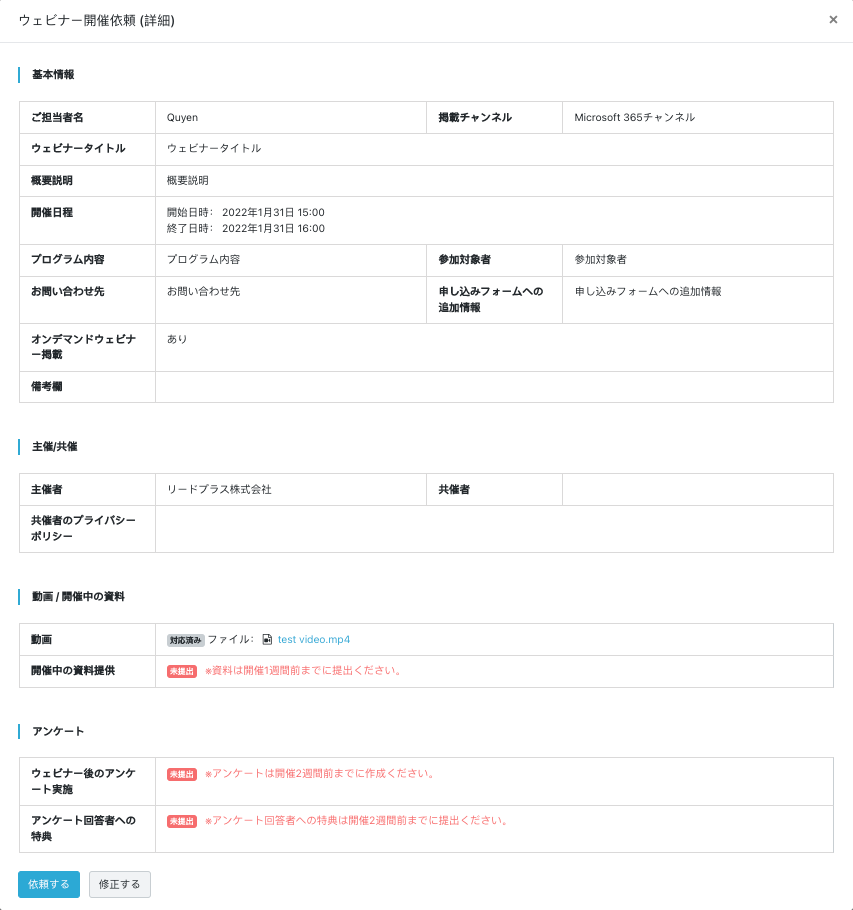 ウェビナー開催依頼 (詳細)
×
基本情報
ご担当者名 Quyen 掲載チャンネル Microsoft 365チャンネル
ウェビナータイトル ウェビナータイトル
概要説明 概要説明
開催日程 開始日時： 2022年1月31日 15:00
終了日時： 2022年1月31日 16:00
プログラム内容 プログラム内容 参加対象者 参加対象者
お問い合わせ先 お問い合わせ先 申し込みフォームへの 申し込みフォームへの追加情報
追加情報
オンデマンドウェビナ あり
ー掲載
備考欄
主催/共催
主催者 リードプラス株式会社 共催者
共催者のプライバシー
ポリシー
動画 / 開催中の資料
動画 対応済み ファイル： test video.mp4
開催中の資料提供 未提出 ※資料は開催1週間前までに提出ください。
アンケート
ウェビナー後のアンケ 未提出 ※アンケートは開催2週間前までに作成ください。
ート実施
アンケート回答者への 未提出 ※アンケート回答者への特典は開催2週間前までに提出ください。
特典
依頼する 修正する